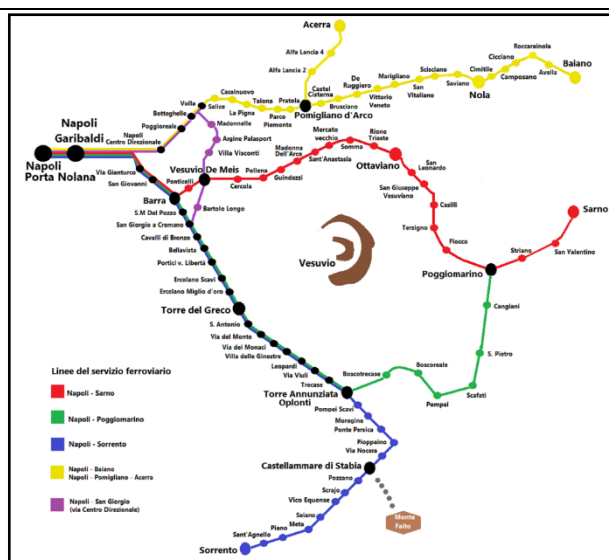 Acerra
Alfa Lancia 4
Alfa Lancia 2
Castel
Cisterna
De
Ruggiero
Marigliano
Scisciano
Cimitile
Cicciano
Roccarainola
Baiano
Salice
Casalnuovo
Talona
Pratola
Brusciano
Vittorio
Veneto
San
Vitaliano
Saviano
Nola
Camposano
Avella
Volla
La Pigna
Parco
Piemonte
Pomigliano d'Arco
Botteghelle
Madonnelle
Poggioreale
Argine Palasport
Villa Visconti
Napoli
Garibaldi
Napoli
Centro Direzionale
Napoli
Porta Nolana
Via Gianturco
San Giovanni
Ponticelli
Vesuvio De Meis
Barra
Cercola
Pollena
Guindazzi
Madonna
Dell'Arco
Sant'Anastasia
Mercato
vecchio
Somma
Rione
Trieste
Ottaviano
San
Leonardo
San Giuseppe
Vesuviano
Casilli
Terzigno
Flocco
Sarno
Striano
San Valentino
Poggiomarino
S.M Del Pozzo
Bartolo Longo
San Giorgio a Cremano
Cavalli di Bronzo
Bellavista
Portici v. Libertà
Ercolano Scavi
Ercolano Miglio d'oro
Vesuvio
Torre del Greco
S. Antonio
Via del Monte
Via dei Monaci
Villa delle Ginestre
Leopardi
Via Viuli
Trecase
Torre Annunziata
Oplonti
Cangiani
S. Pietro
Boscotrecase
Boscoreale
Pompei
Scafati
Pompei Scavi
Moregine
Ponte Persica
Pioppaino
Via Nocera
Castellammare di Stabia
Pozzano
Scrajo
Vico Equense
Seiano
Meta
Piano
Sant'Agnello
Sorrento
Monte
Faito
Linee del servizio ferroviario
Napoli - Sarno
Napoli - Poggiomarino
Napoli - Sorrento
Napoli - Baiano
Napoli - Pomigliano - Acerra
Napoli - San Giorgio
(via Centro Direzionale)